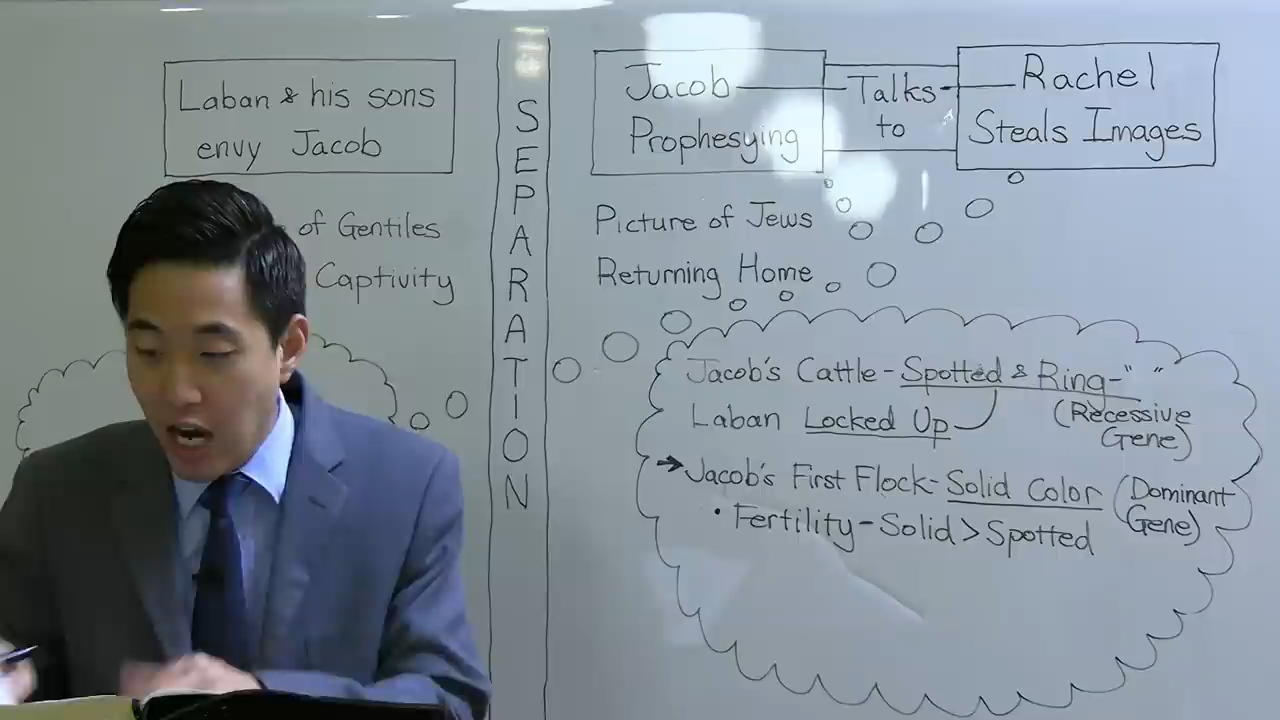 Laban & his sons
envy Jacob
of Gentiles
Captivity
SEPARATION
Jacob
Prophesying
Talks
to
Rachel
Steals Images
Picture of Jews
Returning Home
Jacob's Cattle - Spotted & Ring-" "
Laban Locked Up
(Recessive
Gene)
→ Jacob's First Flock - Solid Color (Dominant
Gene)
• Fertility - Solid > Spotted